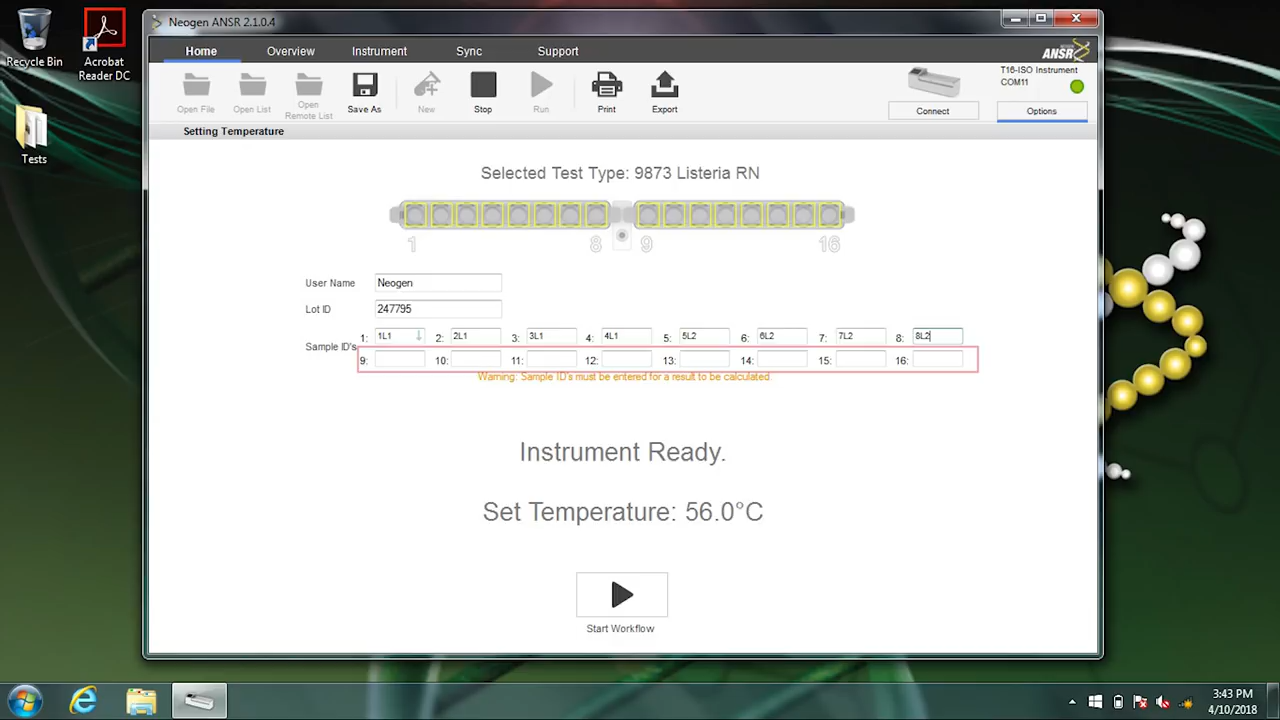 Neogen ANSR 2.1.0.4
Recycle Bin
Acrobat
Reader DC
Tests
Home Overview Instrument Sync Support
ANSR
Open File Open List Open
Remote List Save As New Stop Run Print Export
T16-ISO Instrument
COM11
Connect Options
Setting Temperature
Selected Test Type: 9873 Listeria RN
1 8 9 16
User Name Neogen
Lot ID 247795
Sample ID's
1: 1L1 2: 2L1 3: 3L1 4: 4L1 5: 5L2 6: 6L2 7: 7L2 8: 8L2
9: 10: 11: 12: 13: 14: 15: 16:
Warning: Sample ID's must be entered for a result to be calculated
Instrument Ready.
Set Temperature: 56.0°C
Start Workflow
3:43 PM
4/10/2018